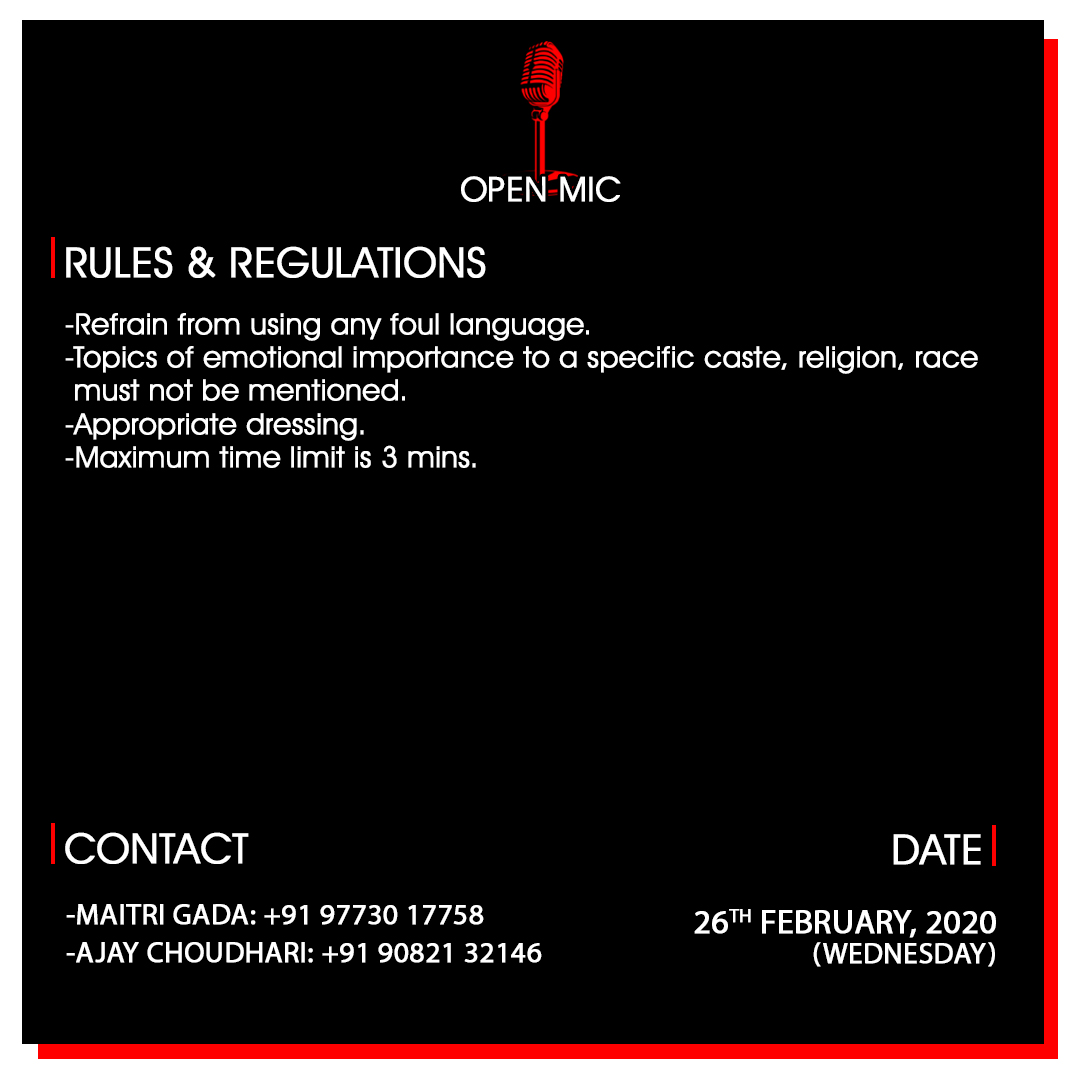 OPEN MIC
RULES & REGULATIONS
-Refrain from using any foul language.
-Topics of emotional importance to a specific caste, religion, race
must not be mentioned.
-Appropriate dressing.
-Maximum time limit is 3 mins.
CONTACT
-MAITRI GADA: +91 97730 17758
-AJAY CHOUDHARI: +91 90821 32146
DATE
26TH FEBRUARY, 2020
(WEDNESDAY)